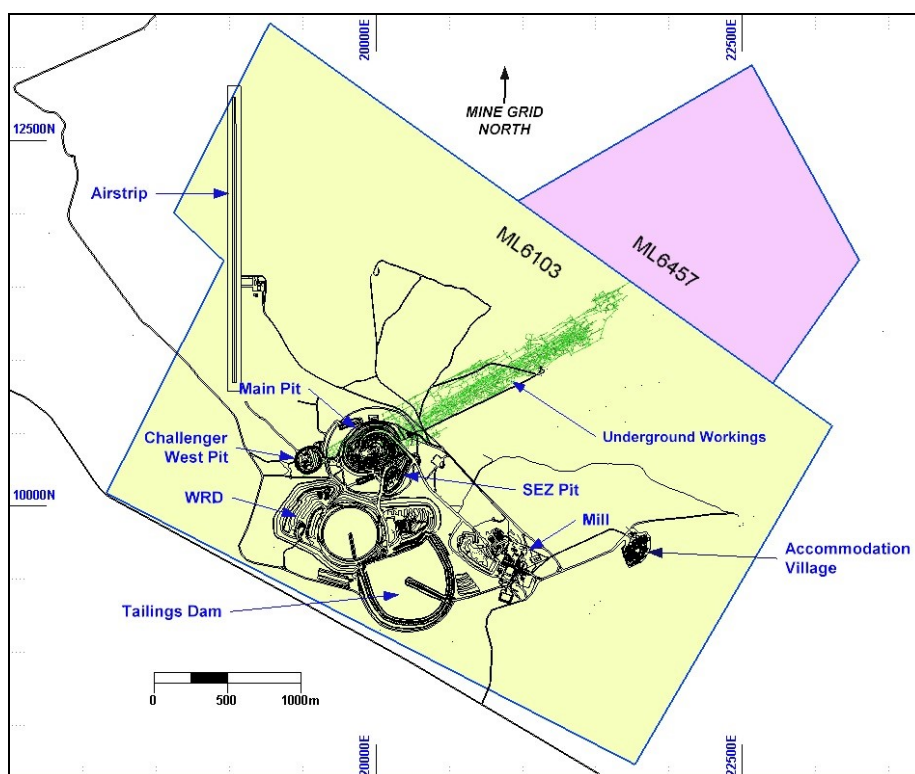 20000E
22500E
MINE GRID
NORTH
12500N
Airstrip
ML6103
ML6457
Main Pit
Challenger
West Pit
Underground Workings
WRD
SEZ Pit
10000N
Mill
Accommodation
Village
Tailings Dam
0
500
1000m
20000E
22500E